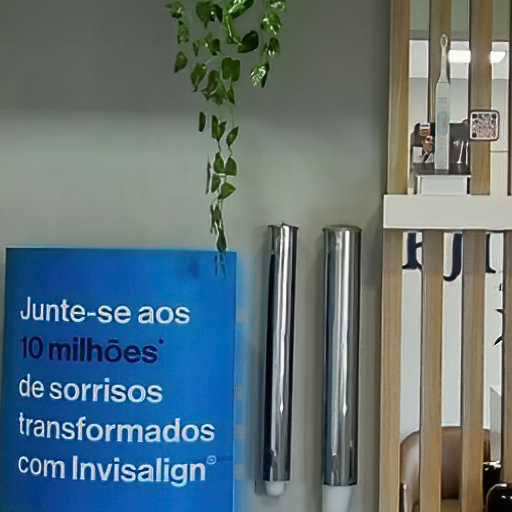 Junte-se aos
10 milhões*
de sorrisos
transformados
com Invisalign®